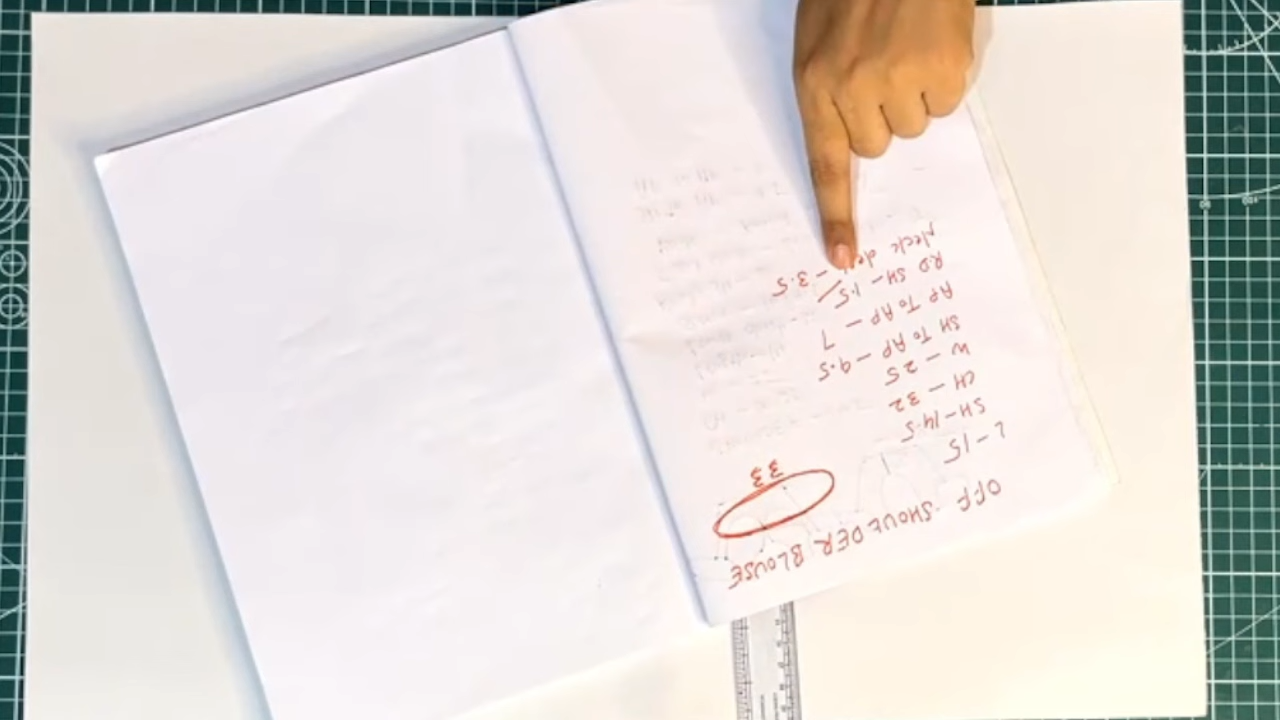 OFF SHOULDER BLOUSE
33
L - 15
SH - 14.5
CH - 32
W - 25
SH To AP - 9.5
AP To AP - 7
RD SH - 1.5
Neck - 3.5